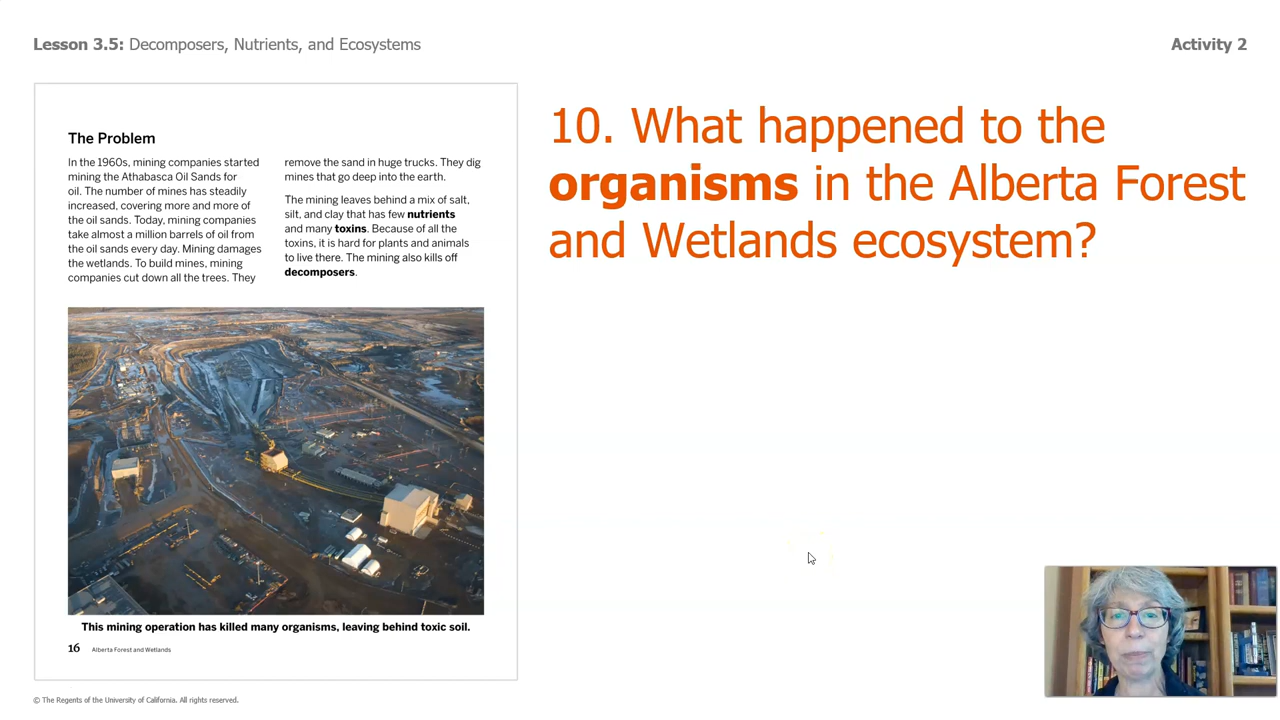 Lesson 3.5: Decomposers, Nutrients, and Ecosystems
Activity 2
The Problem
In the 1960s, mining companies started
mining the Athabasca Oil Sands for
oil. The number of mines has steadily
increased, covering more and more of
the oil sands. Today, mining companies
take almost a million barrels of oil from
the oil sands every day. Mining damages
the wetlands. To build mines, mining
companies cut down all the trees. They
remove the sand in huge trucks. They dig
mines that go deep into the earth.
The mining leaves behind a mix of salt,
silt, and clay that has few nutrients
and many toxins. Because of all the
toxins, it is hard for plants and animals
to live there. The mining also kills off
decomposers.
This mining operation has killed many organisms, leaving behind toxic soil.
16 Alberta Forest and Wetlands
10. What happened to the
organisms in the Alberta Forest
and Wetlands ecosystem?
© The Regents of the University of California. All rights reserved.